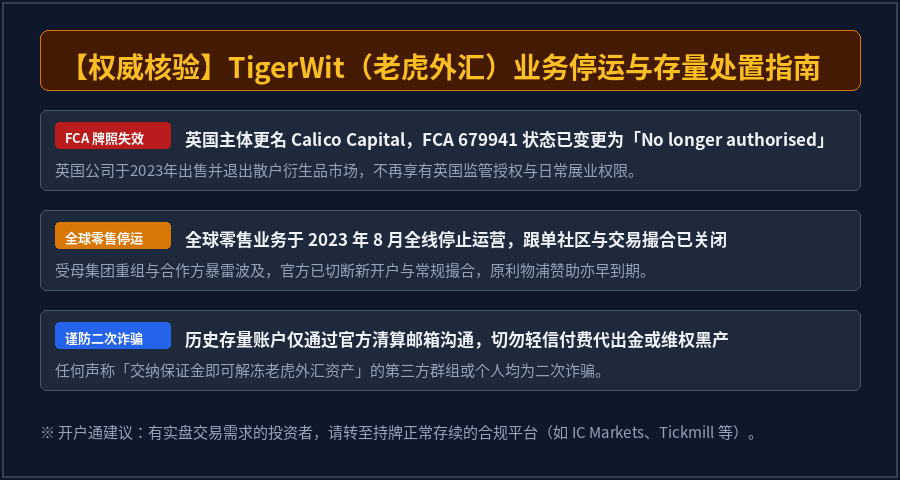 【权威核验】TigerWit（老虎外汇）业务停运与存量处置指南
FCA 牌照失效
英国主体更名 Calico Capital，FCA 679941 状态已变更为「No longer authorised」
英国公司于2023年出售并退出散户衍生品市场，不再享有英国监管授权与日常展业权限。
全球零售停运
全球零售业务于 2023 年 8 月全线停止运营，跟单社区与交易撮合已关闭
受母集团重组与合作方暴雷波及，官方已切断新开户与常规撮合，原利物浦赞助亦早到期。
谨防二次诈骗
历史存量账户仅通过官方清算邮箱沟通，切勿轻信付费代出金或维权黑产
任何声称「交纳保证金即可解冻老虎外汇资产」的第三方群组或个人均为二次诈骗。
※ 开户通建议：有实盘交易需求的投资者，请转至持牌正常存续的合规平台（如 IC Markets、Tickmill 等）。